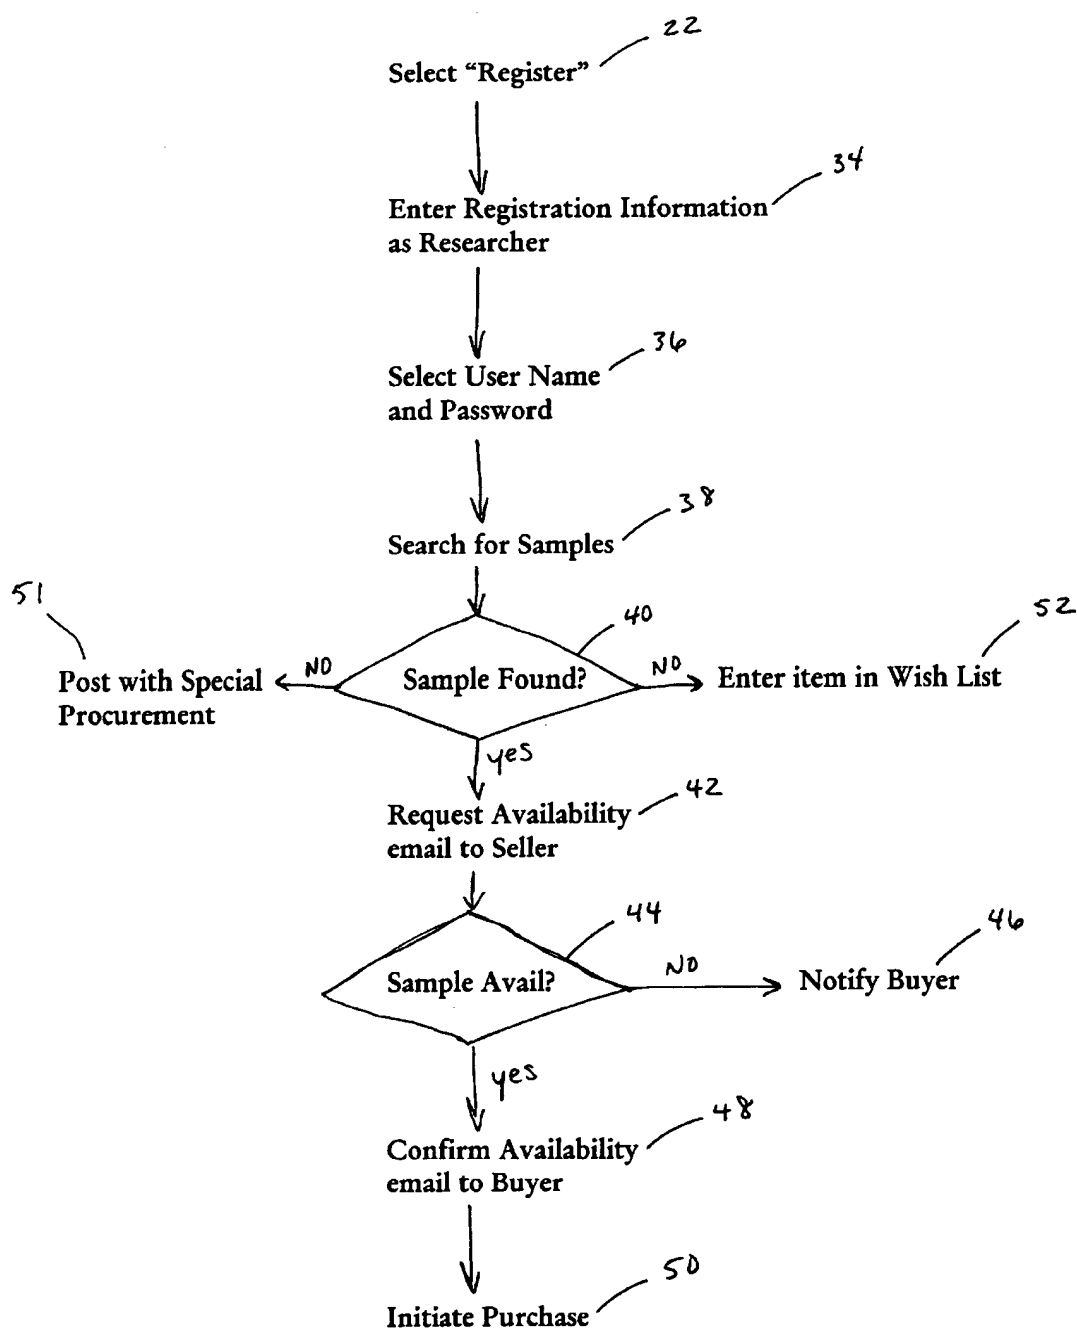 22
Select “Register”
34
Enter Registration Information
as Researcher
36
Select User Name
and Password
38
Search for Samples
51
40
52
Post with Special
Procurement
NO
Sample Found?
NO
Enter item in Wish List
yes
42
Request Availability
email to Seller
44
46
Sample Avail?
NO
Notify Buyer
yes
48
Confirm Availability
email to Buyer
50
Initiate Purchase